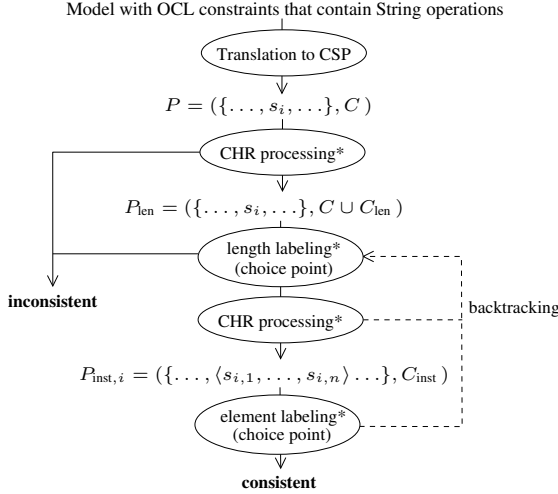 Model with OCL constraints that contain String operations
Translation to CSP
P = ({. . . , s_i, . . .}, C )
CHR processing*
P_len = ({. . . , s_i, . . .}, C ∪ C_len )
length labeling*
(choice point)
inconsistent
backtracking
CHR processing*
P_inst, i = ({. . . , ⟨s_i,1, . . . , s_i,n⟩ . . .}, C_inst )
element labeling*
(choice point)
consistent